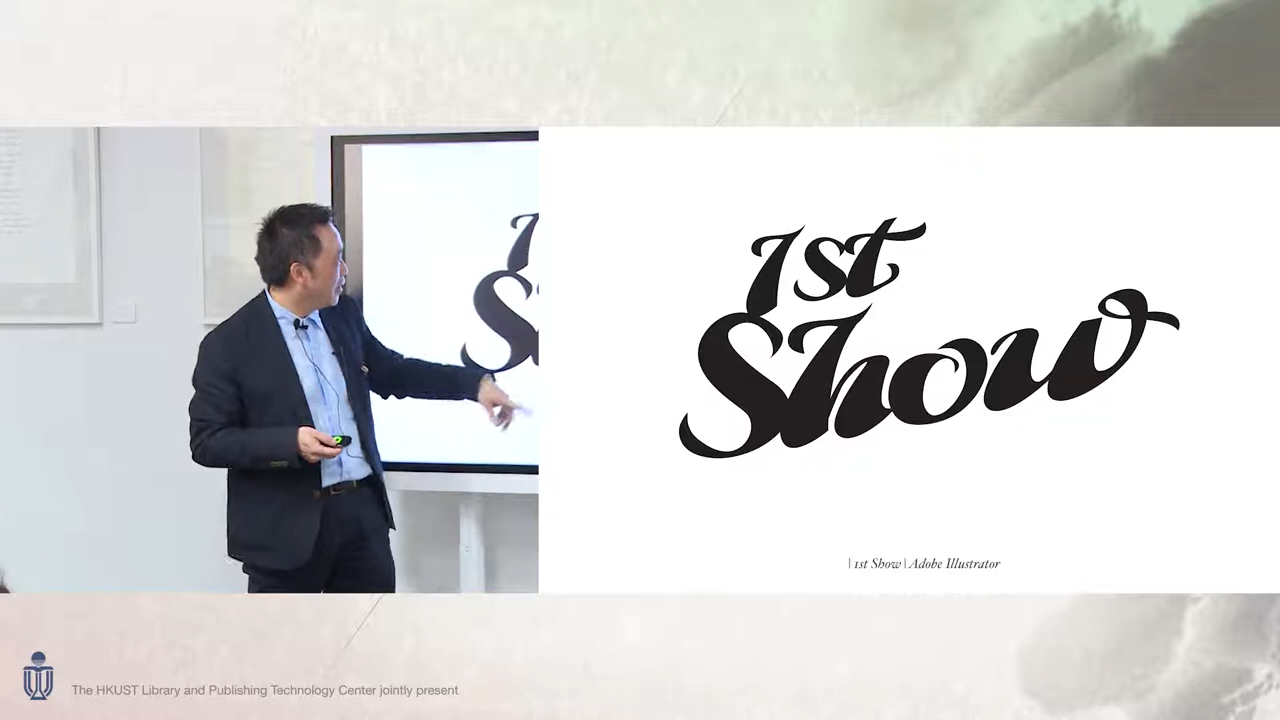 1st
Show
| 1st Show | Adobe Illustrator
The HKUST Library and Publishing Technology Center jointly present